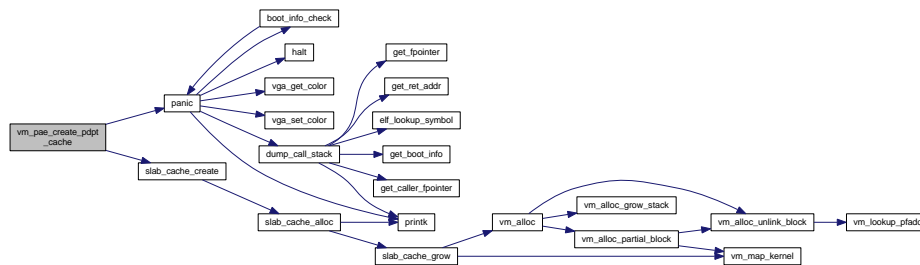 boot_info_check
halt
get_fpointer
vga_get_color
get_ret_addr
panic
vga_set_color
elf_lookup_symbol
vm_pae_create_pdpt
_cache
dump_call_stack
get_boot_info
slab_cache_create
get_caller_fpointer
vm_alloc_grow_stack
slab_cache_alloc
printk
vm_alloc
vm_alloc_unlink_block
vm_lookup_pfaddr
vm_alloc_partial_block
slab_cache_grow
vm_map_kernel